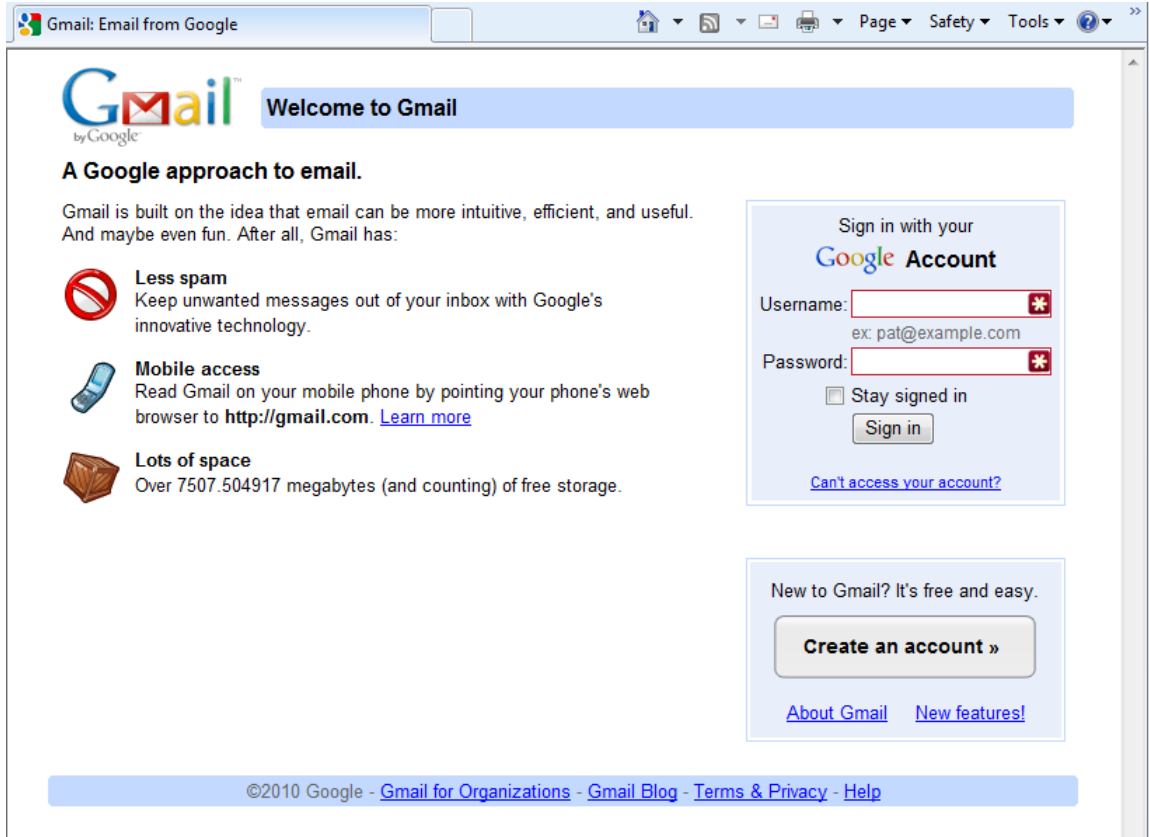 Gmail: Email from Google
Page
Safety
Tools
Gmail™
by Google™
Welcome to Gmail
A Google approach to email.
Gmail is built on the idea that email can be more intuitive, efficient, and useful.
And maybe even fun. After all, Gmail has:
Less spam
Keep unwanted messages out of your inbox with Google's
innovative technology.
Mobile access
Read Gmail on your mobile phone by pointing your phone's web
browser to http://gmail.com. Learn more
Lots of space
Over 7507.504917 megabytes (and counting) of free storage.
Sign in with your
Google Account
Username:
ex: pat@example.com
Password:
Stay signed in
Sign in
Can't access your account?
New to Gmail? It's free and easy.
Create an account »
About Gmail New features!
©2010 Google - Gmail for Organizations - Gmail Blog - Terms & Privacy - Help